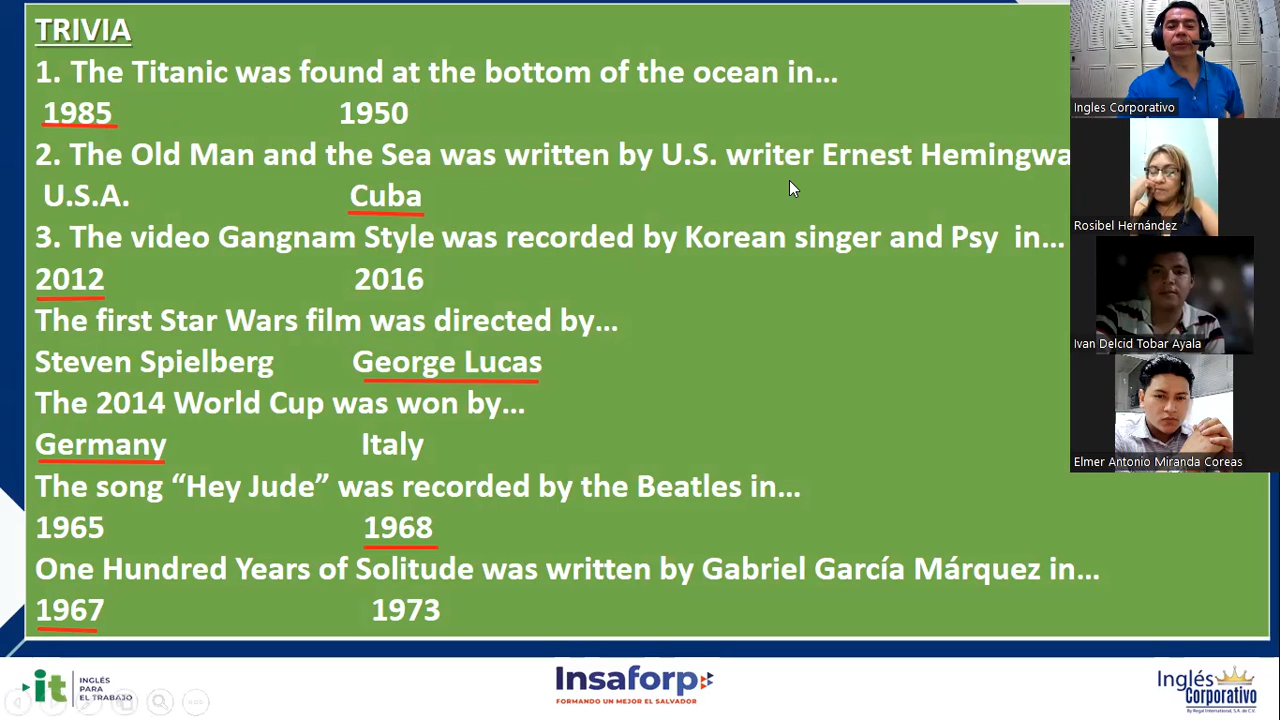 TRIVIA
1. The Titanic was found at the bottom of the ocean in...
1985 1950
2. The Old Man and the Sea was written by U.S. writer Ernest Hemingwa
U.S.A. Cuba
3. The video Gangnam Style was recorded by Korean singer and Psy in...
2012 2016
The first Star Wars film was directed by...
Steven Spielberg George Lucas
The 2014 World Cup was won by...
Germany Italy
The song “Hey Jude” was recorded by the Beatles in...
1965 1968
One Hundred Years of Solitude was written by Gabriel García Márquez in...
1967 1973
Ingles Corporativo
Rosibel Hernández
Ivan Delcid Tobar Ayala
Elmer Antonio Miranda Coreas
it INGLÉS
PARA
EL TRABAJO
Insaforp
FORMANDO UN MEJOR EL SALVADOR
Inglés
Corporativo
By Regal International, S.A. de C.V.